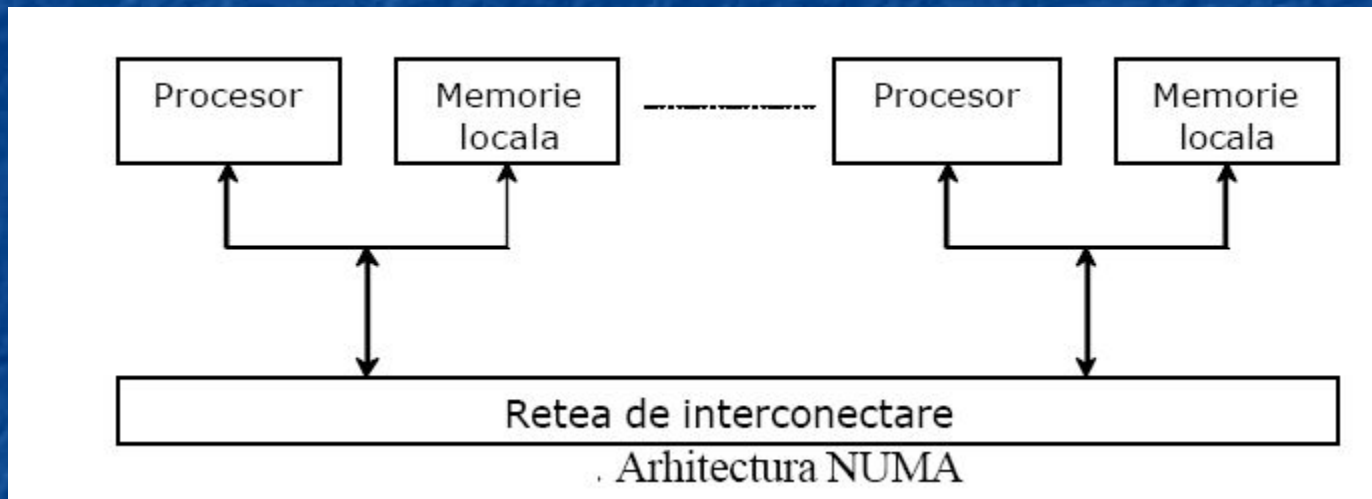 Procesor
Memorie
locala
Procesor
Memorie
locala
Retea de interconectare
. Arhitectura NUMA